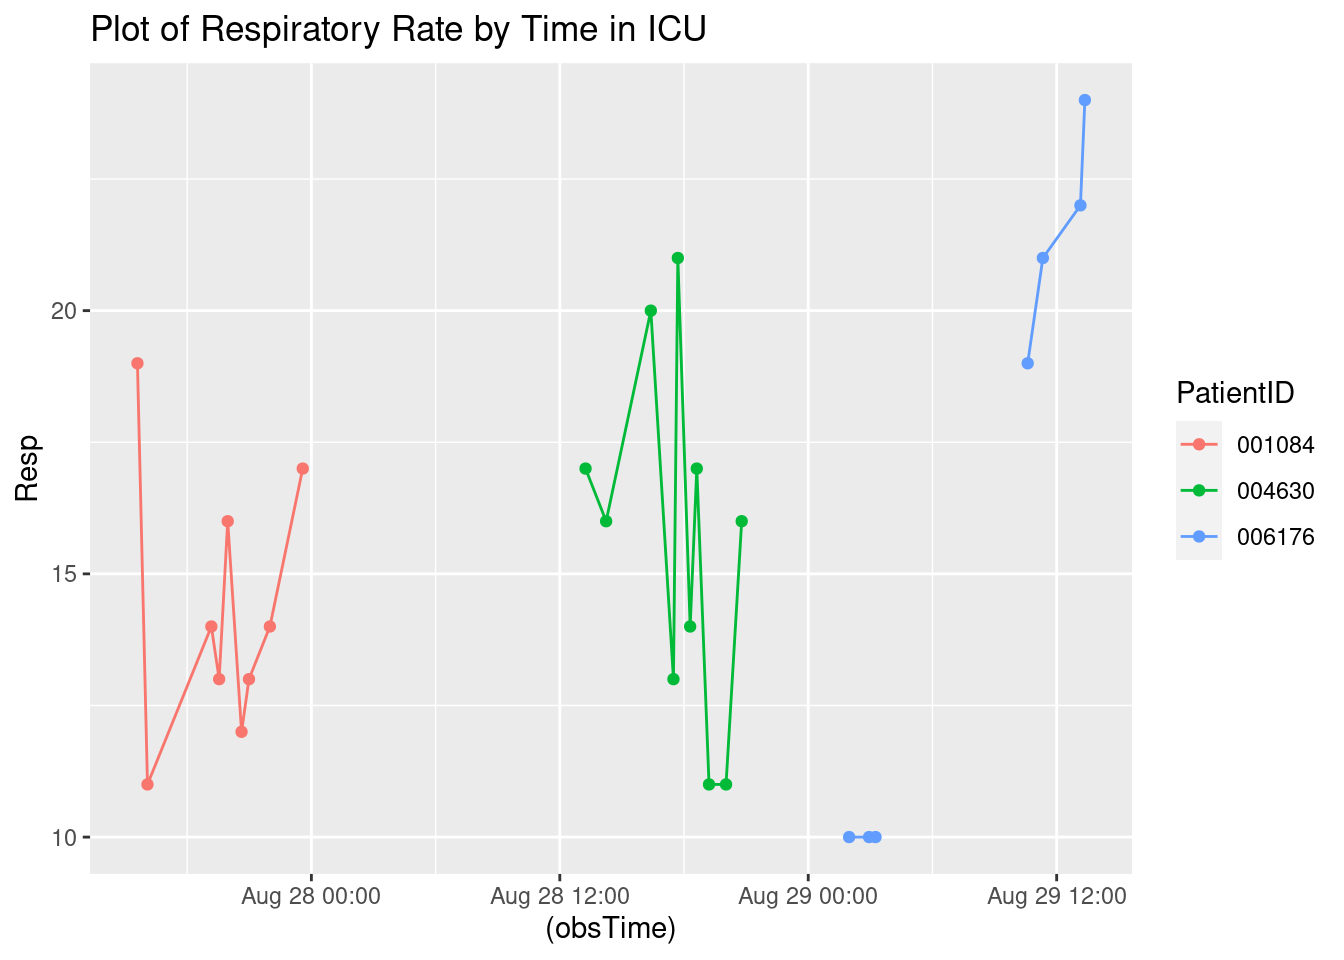 Plot of Respiratory Rate by Time in ICU
Resp
20
15
10
Aug 28 00:00
Aug 28 12:00
Aug 29 00:00
Aug 29 12:00
(obsTime)
PatientID
001084
004630
006176